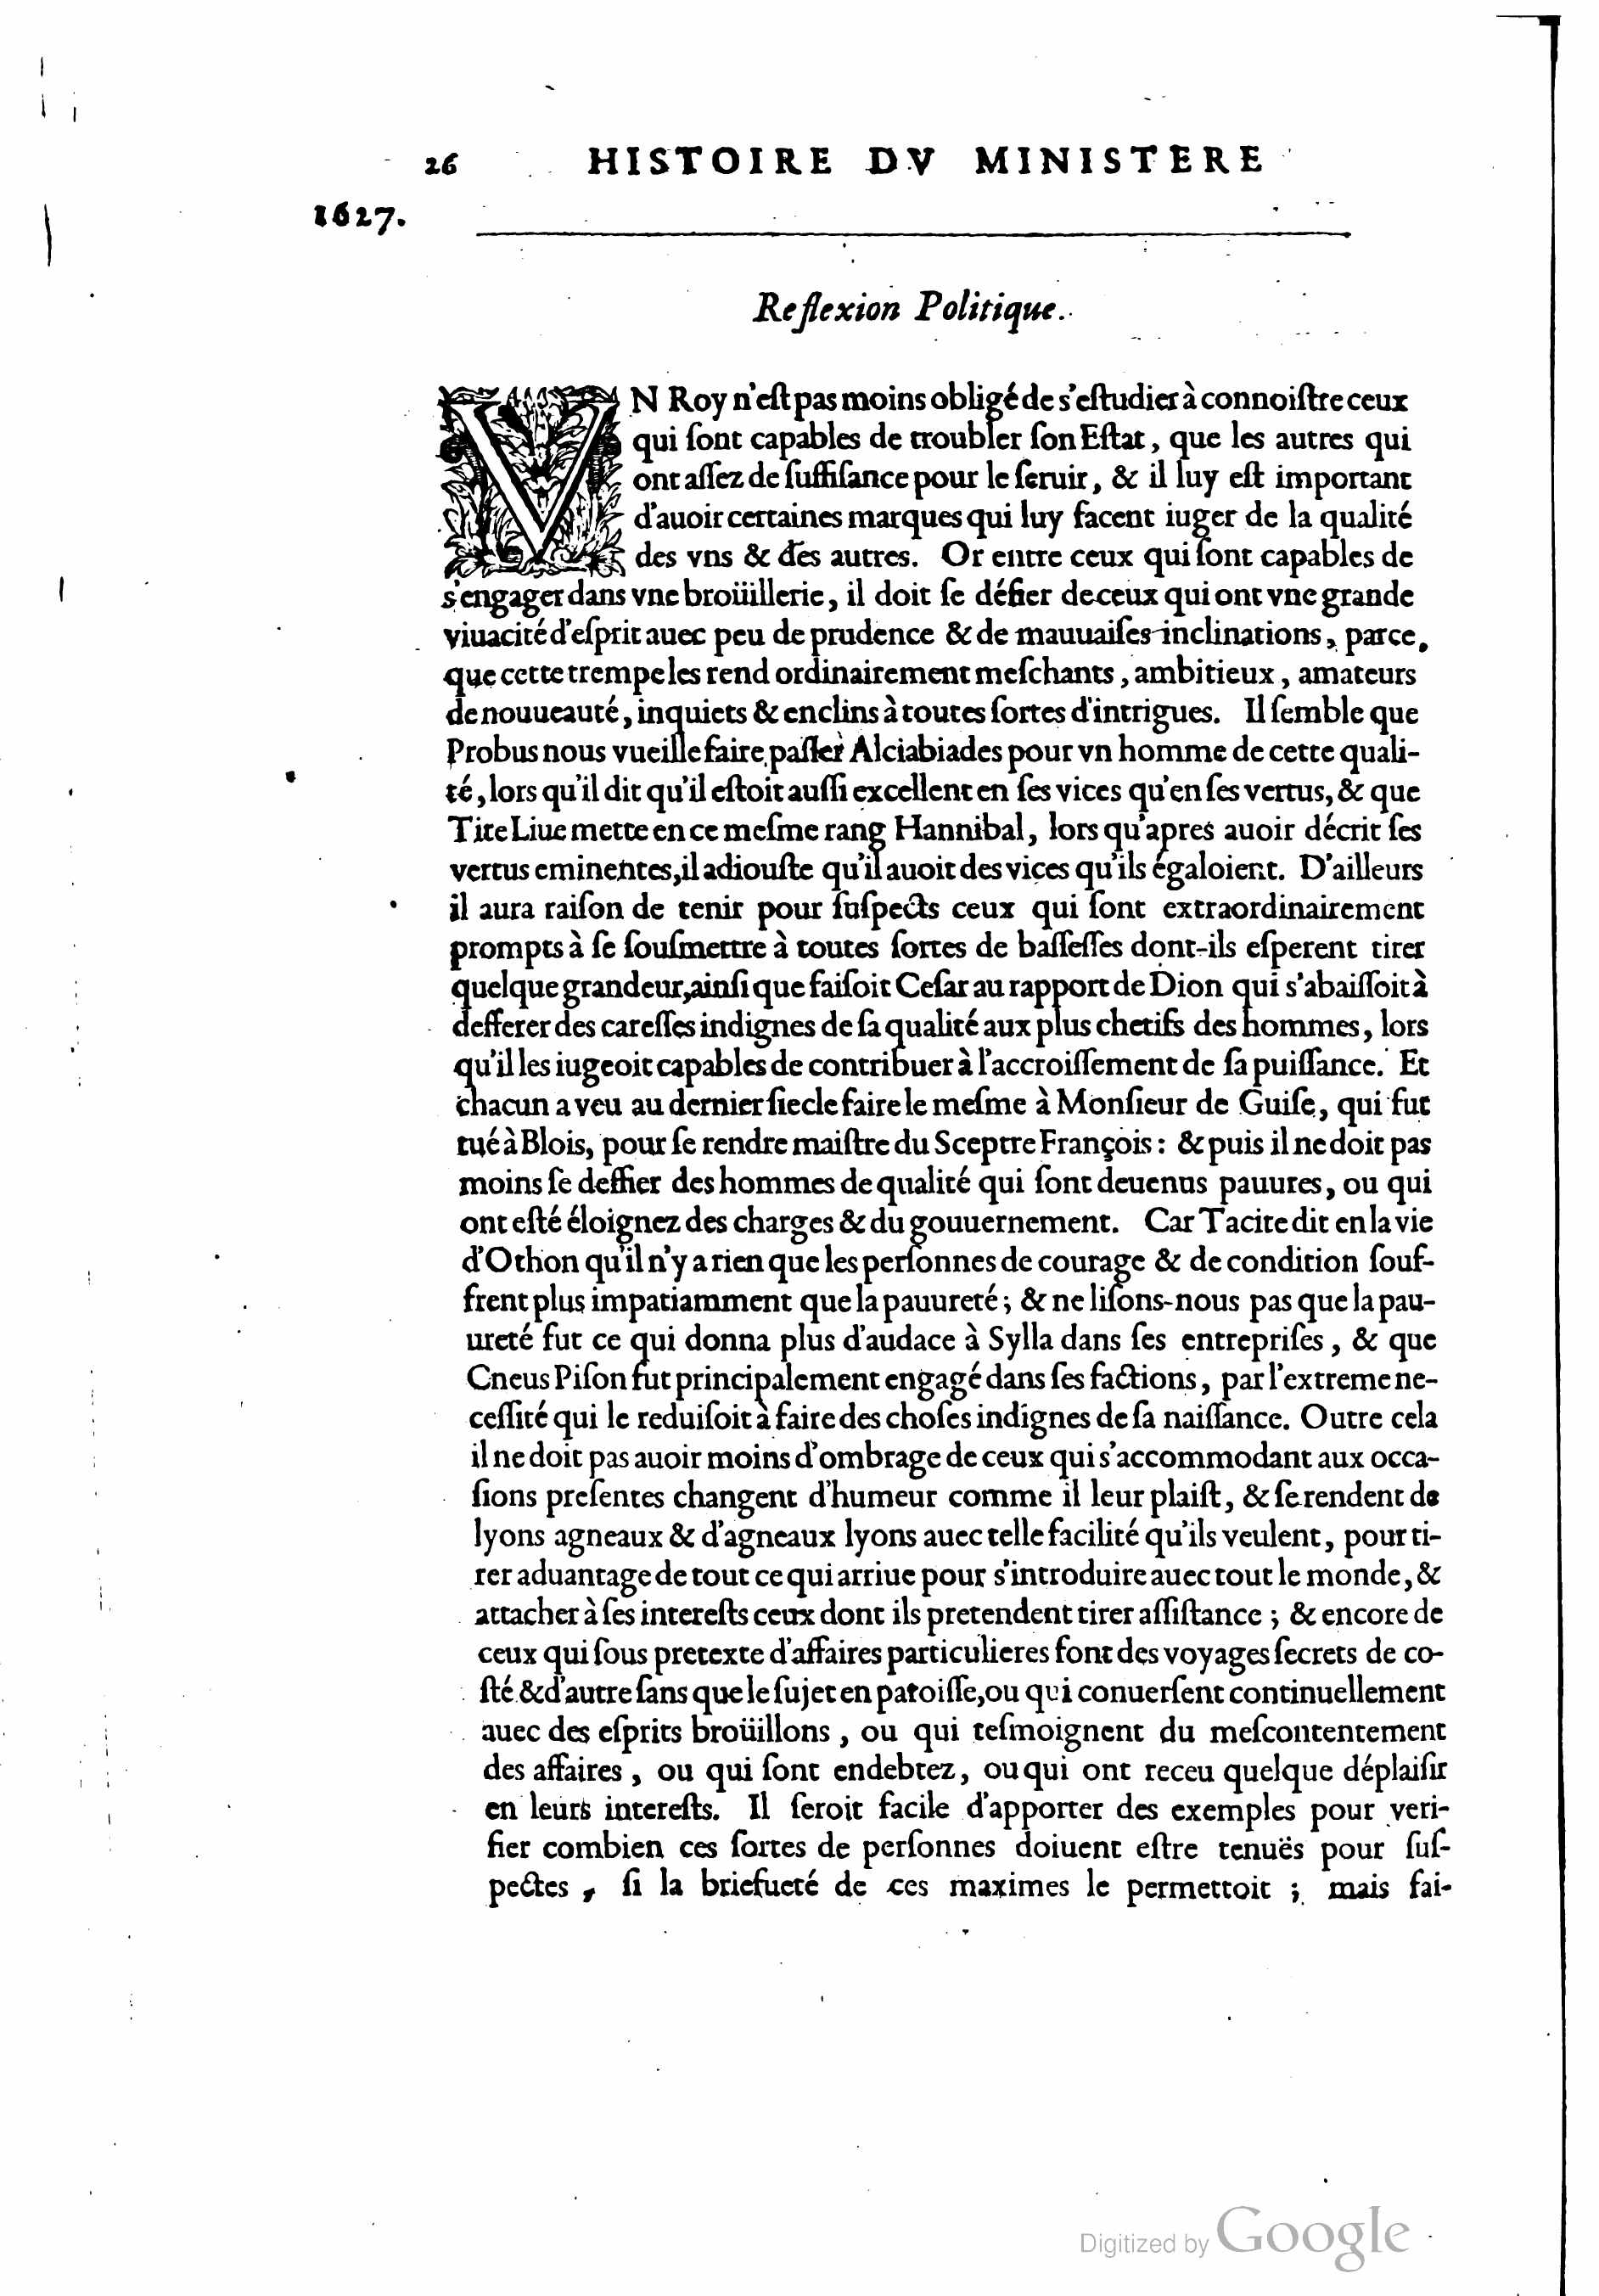 26 HISTOIRE DV MINISTERE
1627.
Reflexion Politique.
VN Roy n'eſt pas moins obligé de s'eſtudier à connoiſtre ceux
qui ſont capables de troubler ſon Eſtat, que les autres qui
ont aſſez de ſuffiſance pour le ſeruir, & il luy eſt important
d'auoir certaines marques qui luy facent iuger de la qualité
des vns & des autres. Or entre ceux qui ſont capables de
s'engager dans vne broüillerie, il doit ſe défier de ceux qui ont vne grande
viuacité d'eſprit auec peu de prudence & de mauuaiſes inclinations, parce,
que cette trempe les rend ordinairement meſchants, ambitieux, amateurs
de nouueauté, inquiets & enclins à toutes ſortes d'intrigues. Il ſemble que
Probus nous vueille faire paſſer Alciabiades pour vn homme de cette quali-
té, lors qu'il dit qu'il eſtoit auſſi excellent en ſes vices qu'en ſes vertus, & que
Tite Liue mette en ce meſme rang Hannibal, lors qu'apres auoir décrit ſes
vertus eminentes, il adiouſte qu'il auoit des vices qu'ils égaloient. D'ailleurs
il aura raiſon de tenir pour ſuſpects ceux qui ſont extraordinairement
prompts à ſe ſouſmettre à toutes ſortes de baſſeſſes dont-ils eſperent tirer
quelque grandeur, ainſi que faiſoit Ceſar au rapport de Dion qui s'abaiſſoit à
defferer des careſſes indignes de ſa qualité aux plus chetifs des hommes, lors
qu'il les iugeoit capables de contribuer à l'accroiſſement de ſa puiſſance. Et
chacun a veu au dernier ſiecle faire le meſme à Monſieur de Guiſe, qui fut
tué à Blois, pour ſe rendre maiſtre du Sceptre François : & puis il ne doit pas
moins ſe deffier des hommes de qualité qui ſont deuenus pauures, ou qui
ont eſté éloignez des charges & du gouuernement. Car Tacite dit en la vie
d'Othon qu'il n'y a rien que les perſonnes de courage & de condition ſouf-
frent plus impatiamment que la pauureté ; & ne liſons-nous pas que la pau-
ureté fut ce qui donna plus d'audace à Sylla dans ſes entrepriſes, & que
Cneus Piſon fut principalement engagé dans ſes factions, par l'extreme ne-
ceſſité qui le reduiſoit à faire des choſes indignes de ſa naiſſance. Outre cela
il ne doit pas auoir moins d'ombrage de ceux qui s'accommodant aux occa-
ſions preſentes changent d'humeur comme il leur plaiſt, & ſe rendent de
lyons agneaux & d'agneaux lyons auec telle facilité qu'ils veulent, pour ti-
rer aduantage de tout ce qui arriue pour s'introduire auec tout le monde, &
attacher à ſes intereſts ceux dont ils pretendent tirer aſſiſtance ; & encore de
ceux qui ſous pretexte d'affaires particulieres font des voyages ſecrets de co-
ſté & d'autre ſans que le ſujet en paroiſſe, ou qui conuerſent continuellement
auec des eſprits broüillons, ou qui teſmoignent du meſcontentement
des affaires, ou qui ſont endebtez, ou qui ont receu quelque déplaiſir
en leurs intereſts. Il ſeroit facile d'apporter des exemples pour veri-
fier combien ces ſortes de perſonnes doiuent eſtre tenuës pour ſuſ-
pectes, ſi la briefueté de ces maximes le permettoit ; mais fai-
Digitized by Google